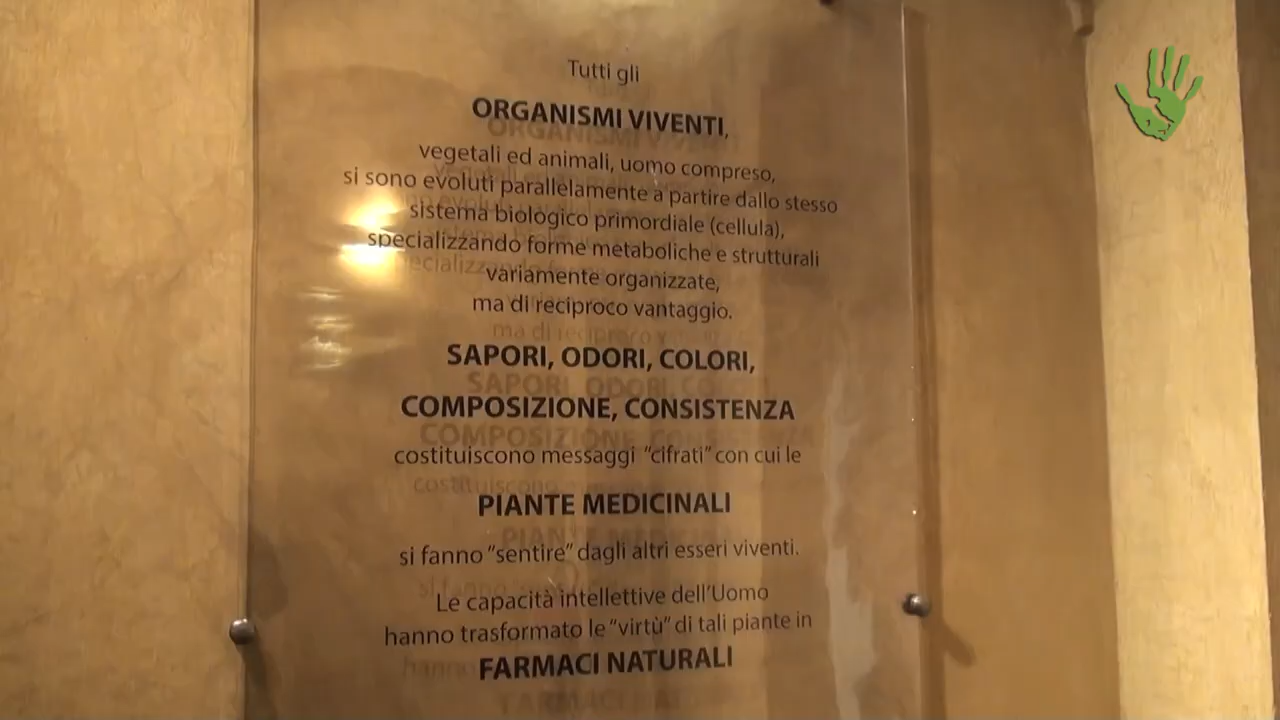 Tutti gli
ORGANISMI VIVENTI,
vegetali ed animali, uomo compreso,
si sono evoluti parallelamente a partire dallo stesso
sistema biologico primordiale (cellula),
specializzando forme metaboliche e strutturali
variamente organizzate,
ma di reciproco vantaggio.
SAPORI, ODORI, COLORI,
COMPOSIZIONE, CONSISTENZA
costituiscono messaggi "cifrati" con cui le
PIANTE MEDICINALI
si fanno "sentire" dagli altri esseri viventi.
Le capacità intellettive dell'Uomo
hanno trasformato le "virtù" di tali piante in
FARMACI NATURALI